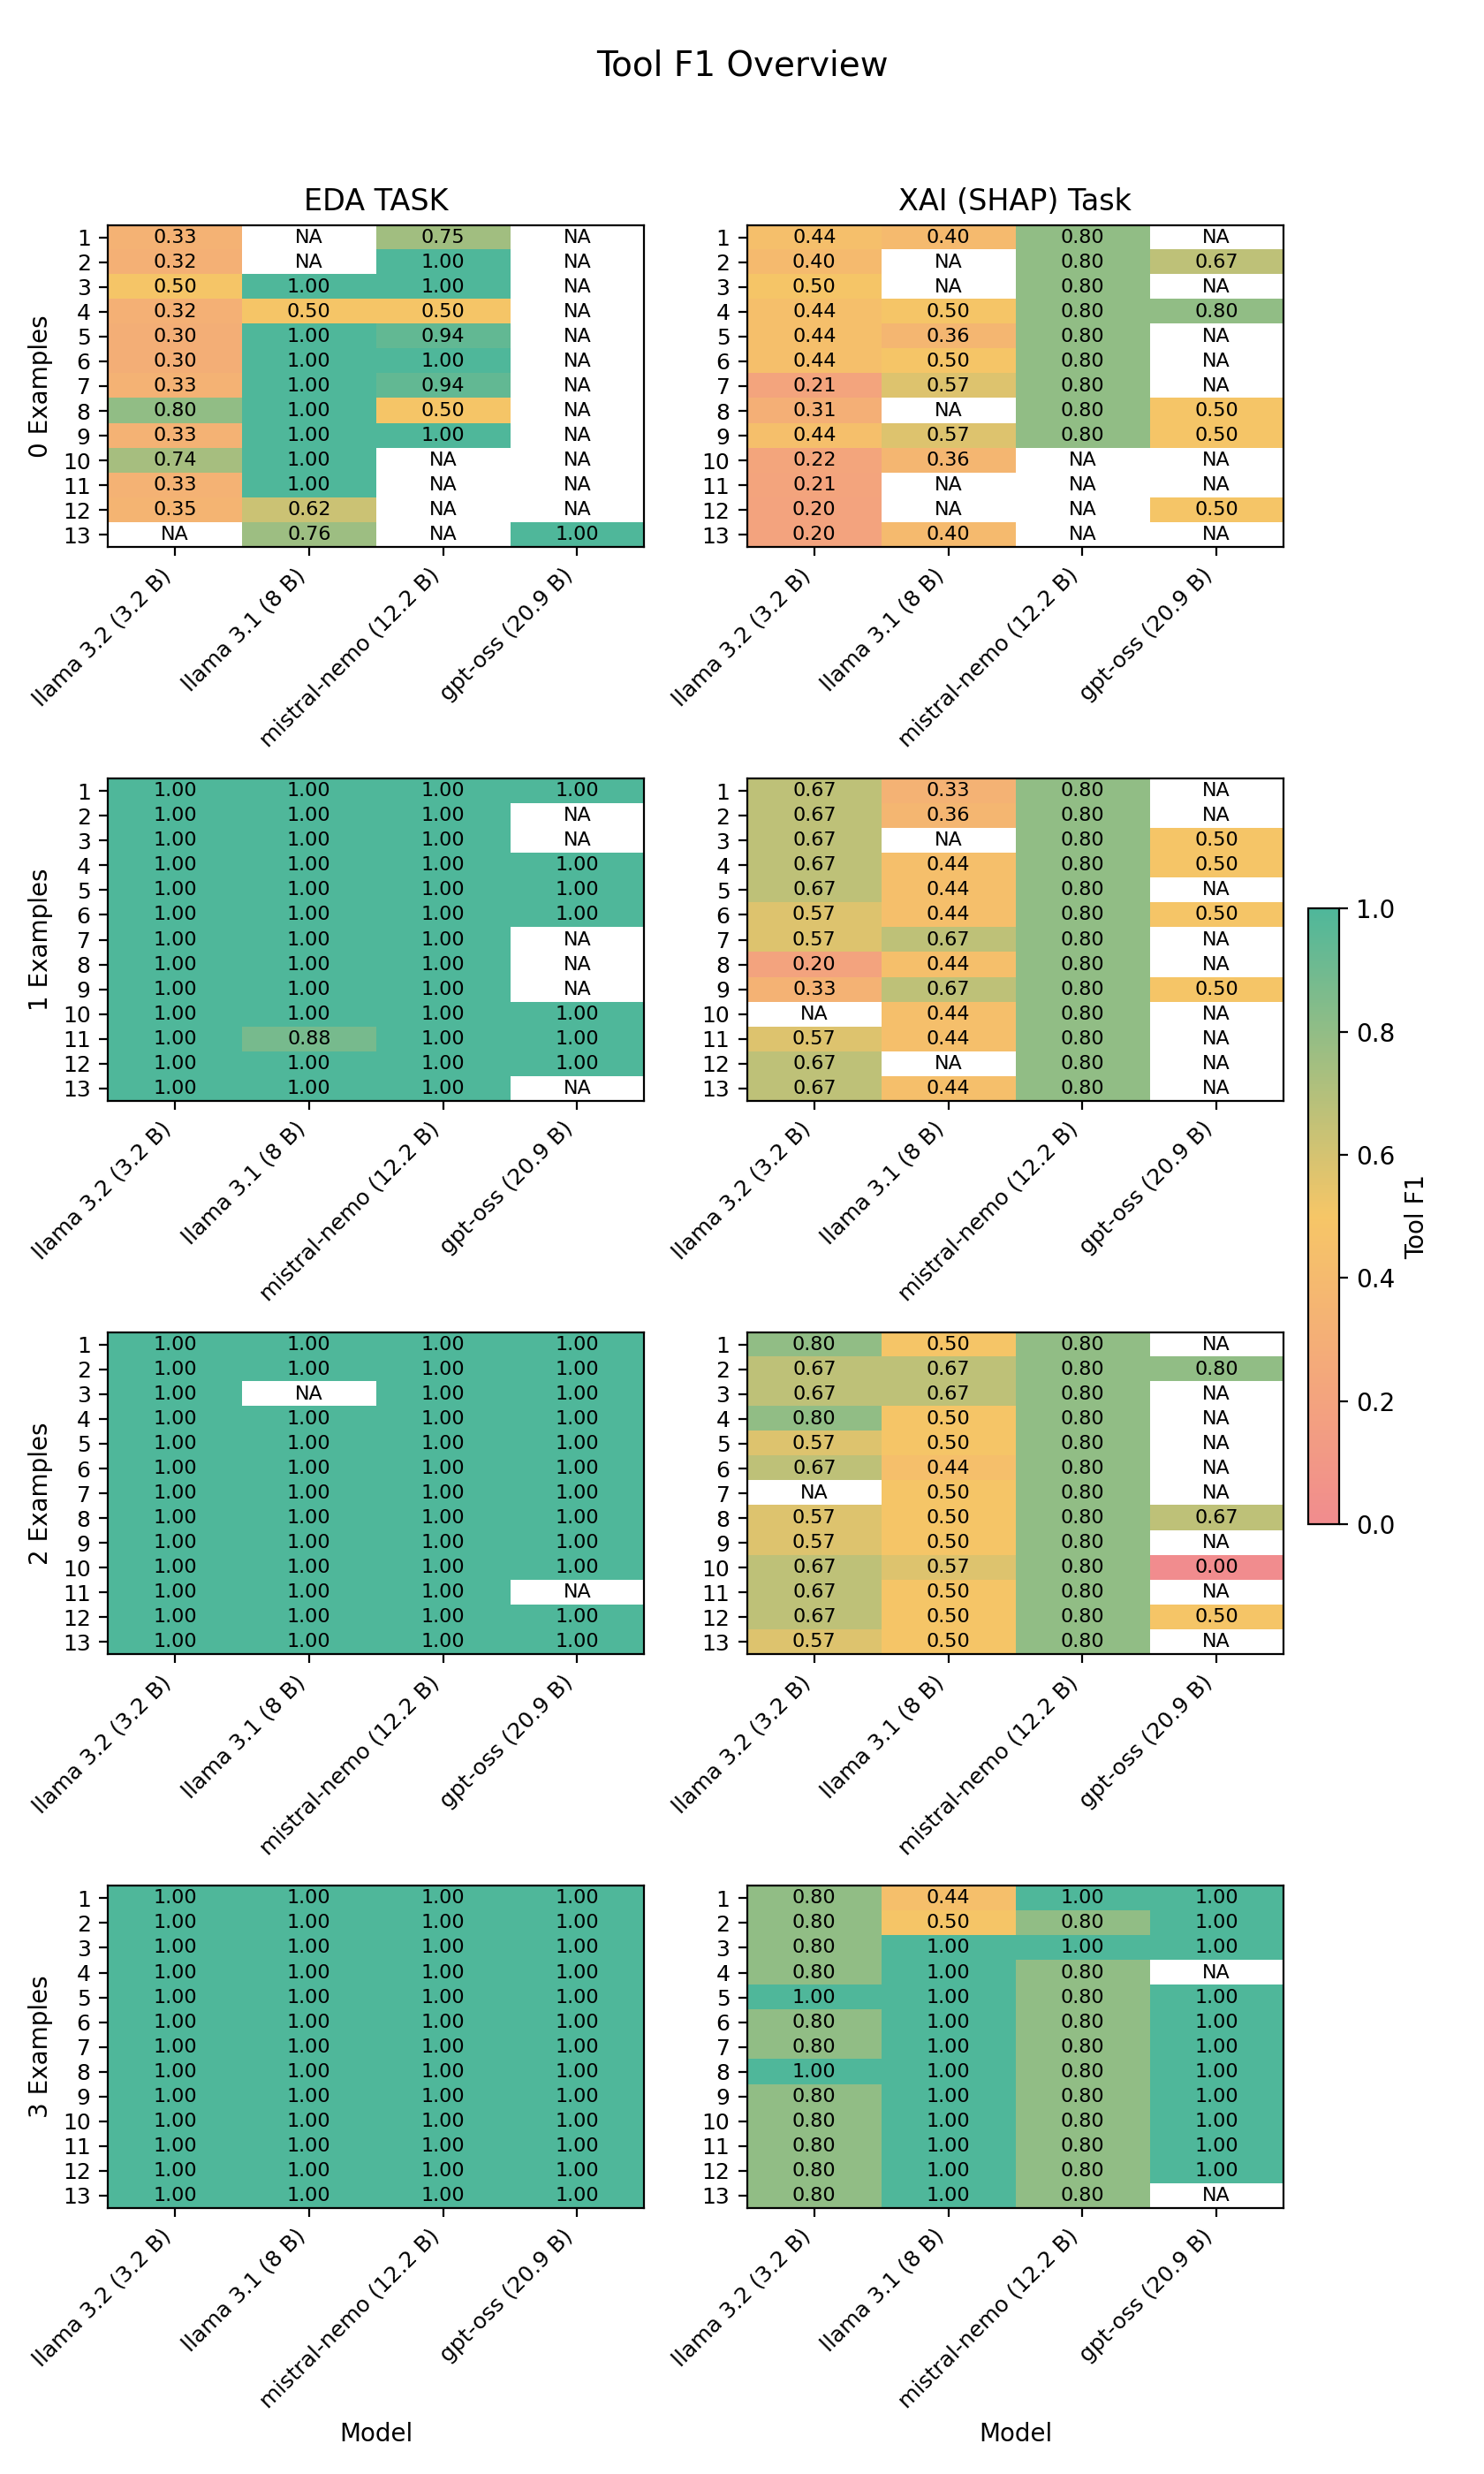 Tool F1 Overview
EDA TASK
XAI (SHAP) Task
0 Examples
1 0.33 NA 0.75 NA
2 0.32 NA 1.00 NA
3 0.50 1.00 1.00 NA
4 0.32 0.50 0.50 NA
5 0.30 1.00 0.94 NA
6 0.30 1.00 1.00 NA
7 0.33 1.00 0.94 NA
8 0.80 1.00 0.50 NA
9 0.33 1.00 1.00 NA
10 0.74 1.00 NA NA
11 0.33 1.00 NA NA
12 0.35 0.62 NA NA
13 NA 0.76 NA 1.00
llama 3.2 (3.2 B)
llama 3.1 (8 B)
mistral-nemo (12.2 B)
gpt-oss (20.9 B)
1 0.44 0.40 0.80 NA
2 0.40 NA 0.80 0.67
3 0.50 NA 0.80 NA
4 0.44 0.50 0.80 0.80
5 0.44 0.36 0.80 NA
6 0.44 0.50 0.80 NA
7 0.21 0.57 0.80 NA
8 0.31 NA 0.80 0.50
9 0.44 0.57 0.80 0.50
10 0.22 0.36 NA NA
11 0.21 NA NA NA
12 0.20 NA NA 0.50
13 0.20 0.40 NA NA
llama 3.2 (3.2 B)
llama 3.1 (8 B)
mistral-nemo (12.2 B)
gpt-oss (20.9 B)
1 Examples
1 1.00 1.00 1.00 1.00
2 1.00 1.00 1.00 NA
3 1.00 1.00 1.00 NA
4 1.00 1.00 1.00 1.00
5 1.00 1.00 1.00 1.00
6 1.00 1.00 1.00 1.00
7 1.00 1.00 1.00 NA
8 1.00 1.00 1.00 NA
9 1.00 1.00 1.00 NA
10 1.00 1.00 1.00 1.00
11 1.00 0.88 1.00 1.00
12 1.00 1.00 1.00 1.00
13 1.00 1.00 1.00 NA
llama 3.2 (3.2 B)
llama 3.1 (8 B)
mistral-nemo (12.2 B)
gpt-oss (20.9 B)
1 0.67 0.33 0.80 NA
2 0.67 0.36 0.80 NA
3 0.67 NA 0.80 0.50
4 0.67 0.44 0.80 0.50
5 0.67 0.44 0.80 NA
6 0.57 0.44 0.80 0.50
7 0.57 0.67 0.80 NA
8 0.20 0.44 0.80 NA
9 0.33 0.67 0.80 0.50
10 NA 0.44 0.80 NA
11 0.57 0.44 0.80 NA
12 0.67 NA 0.80 NA
13 0.67 0.44 0.80 NA
llama 3.2 (3.2 B)
llama 3.1 (8 B)
mistral-nemo (12.2 B)
gpt-oss (20.9 B)
1.0
0.8
0.6
0.4
0.2
0.0
Tool F1
2 Examples
1 1.00 1.00 1.00 1.00
2 1.00 1.00 1.00 1.00
3 1.00 NA 1.00 1.00
4 1.00 1.00 1.00 1.00
5 1.00 1.00 1.00 1.00
6 1.00 1.00 1.00 1.00
7 1.00 1.00 1.00 1.00
8 1.00 1.00 1.00 1.00
9 1.00 1.00 1.00 1.00
10 1.00 1.00 1.00 1.00
11 1.00 1.00 1.00 NA
12 1.00 1.00 1.00 1.00
13 1.00 1.00 1.00 1.00
llama 3.2 (3.2 B)
llama 3.1 (8 B)
mistral-nemo (12.2 B)
gpt-oss (20.9 B)
1 0.80 0.50 0.80 NA
2 0.67 0.67 0.80 0.80
3 0.67 0.67 0.80 NA
4 0.80 0.50 0.80 NA
5 0.57 0.50 0.80 NA
6 0.67 0.44 0.80 NA
7 NA 0.50 0.80 NA
8 0.57 0.50 0.80 0.67
9 0.57 0.50 0.80 NA
10 0.67 0.57 0.80 0.00
11 0.67 0.50 0.80 NA
12 0.67 0.50 0.80 0.50
13 0.57 0.50 0.80 NA
llama 3.2 (3.2 B)
llama 3.1 (8 B)
mistral-nemo (12.2 B)
gpt-oss (20.9 B)
3 Examples
1 1.00 1.00 1.00 1.00
2 1.00 1.00 1.00 1.00
3 1.00 1.00 1.00 1.00
4 1.00 1.00 1.00 1.00
5 1.00 1.00 1.00 1.00
6 1.00 1.00 1.00 1.00
7 1.00 1.00 1.00 1.00
8 1.00 1.00 1.00 1.00
9 1.00 1.00 1.00 1.00
10 1.00 1.00 1.00 1.00
11 1.00 1.00 1.00 1.00
12 1.00 1.00 1.00 1.00
13 1.00 1.00 1.00 1.00
llama 3.2 (3.2 B)
llama 3.1 (8 B)
mistral-nemo (12.2 B)
gpt-oss (20.9 B)
Model
1 0.80 0.44 1.00 1.00
2 0.80 0.50 0.80 1.00
3 0.80 1.00 1.00 1.00
4 0.80 1.00 0.80 NA
5 1.00 1.00 0.80 1.00
6 0.80 1.00 0.80 1.00
7 0.80 1.00 0.80 1.00
8 1.00 1.00 0.80 1.00
9 0.80 1.00 0.80 1.00
10 0.80 1.00 0.80 1.00
11 0.80 1.00 0.80 1.00
12 0.80 1.00 0.80 1.00
13 0.80 1.00 0.80 NA
llama 3.2 (3.2 B)
llama 3.1 (8 B)
mistral-nemo (12.2 B)
gpt-oss (20.9 B)
Model